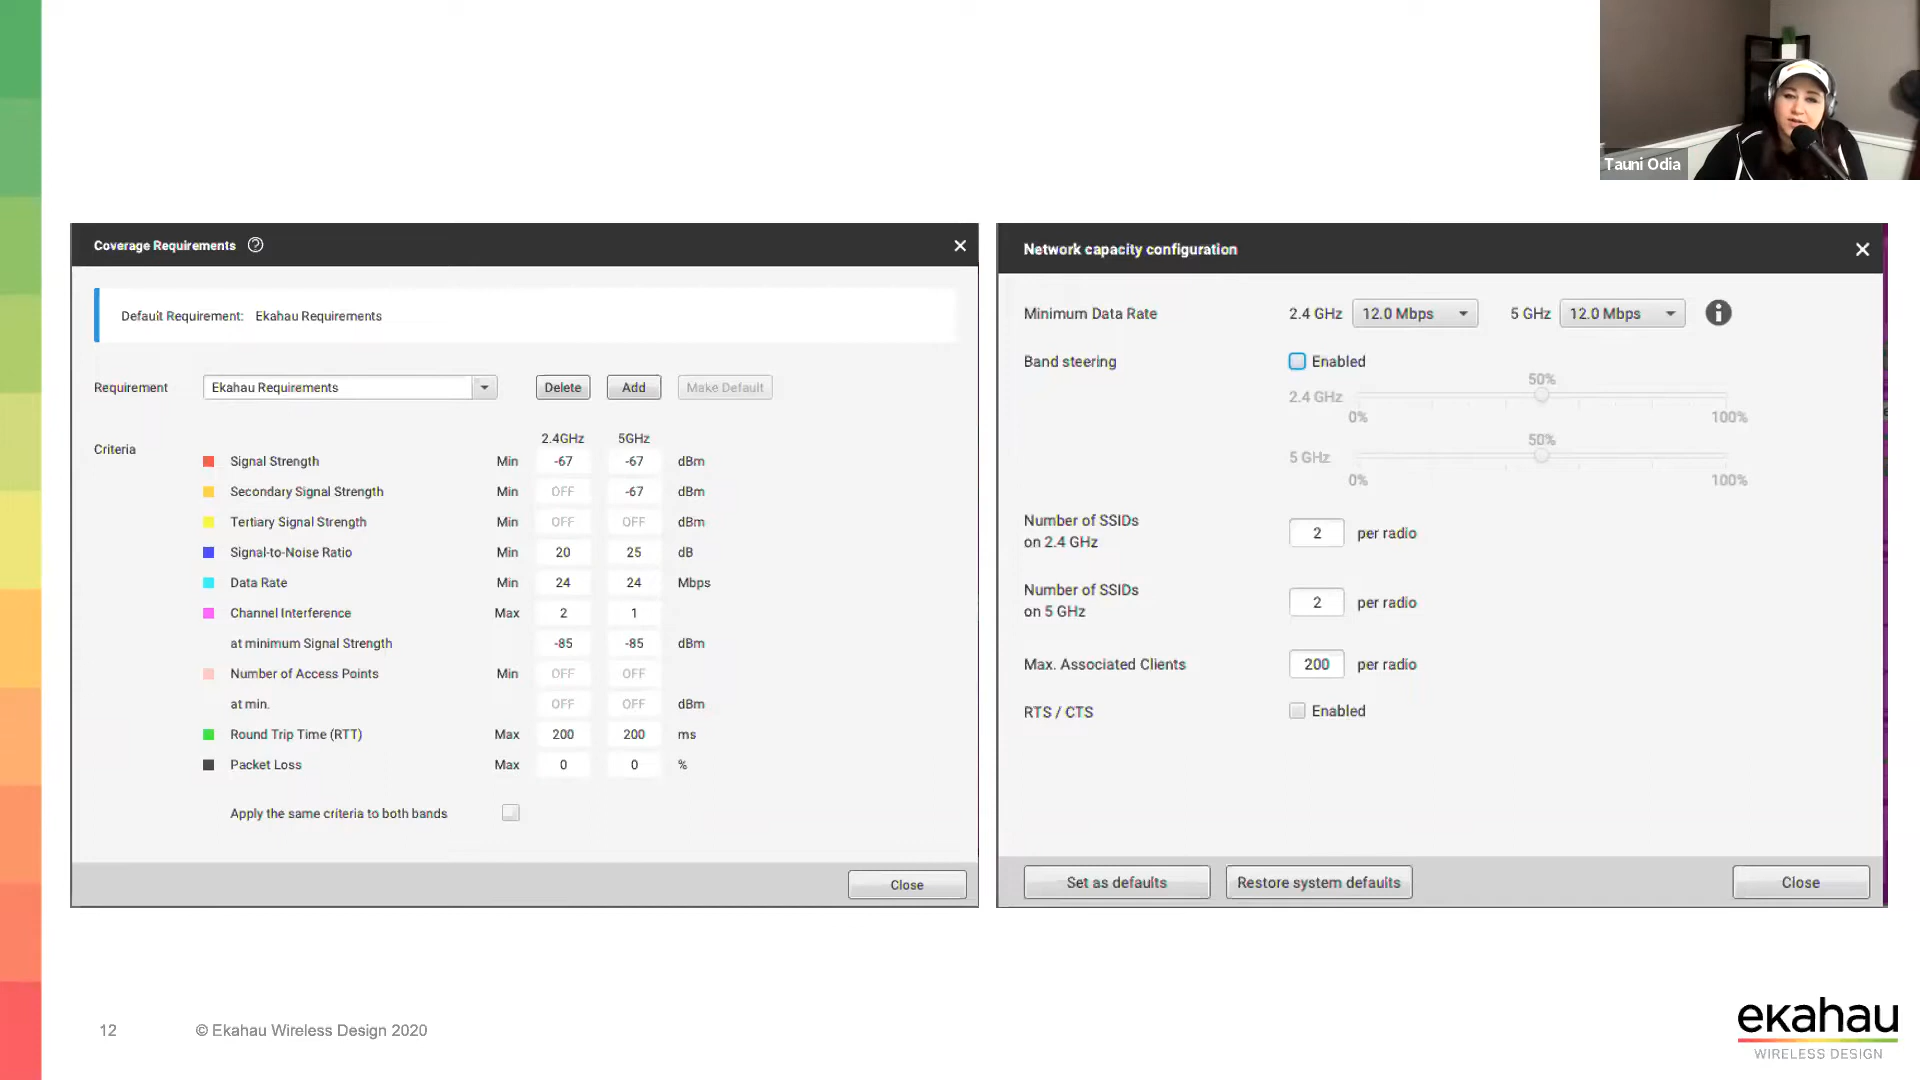 Tauni Odia
Coverage Requirements ?
Default Requirement: Ekahau Requirements
Requirement Ekahau Requirements Delete Add Make Default
Criteria 2.4GHz 5GHz
Signal Strength Min -67 -67 dBm
Secondary Signal Strength Min OFF -67 dBm
Tertiary Signal Strength Min OFF OFF dBm
Signal-to-Noise Ratio Min 20 25 dB
Data Rate Min 24 24 Mbps
Channel Interference Max 2 1
at minimum Signal Strength -85 -85 dBm
Number of Access Points Min OFF OFF
at min. OFF OFF dBm
Round Trip Time (RTT) Max 200 200 ms
Packet Loss Max 0 0 %
Apply the same criteria to both bands
Close
Network capacity configuration
Minimum Data Rate 2.4 GHz 12.0 Mbps 5 GHz 12.0 Mbps i
Band steering Enabled
50%
2.4 GHz
0% 100%
50%
5 GHz
0% 100%
Number of SSIDs
on 2.4 GHz
2 per radio
Number of SSIDs
on 5 GHz
2 per radio
Max. Associated Clients 200 per radio
RTS / CTS Enabled
Set as defaults Restore system defaults Close
12 © Ekahau Wireless Design 2020
ekahau
WIRELESS DESIGN